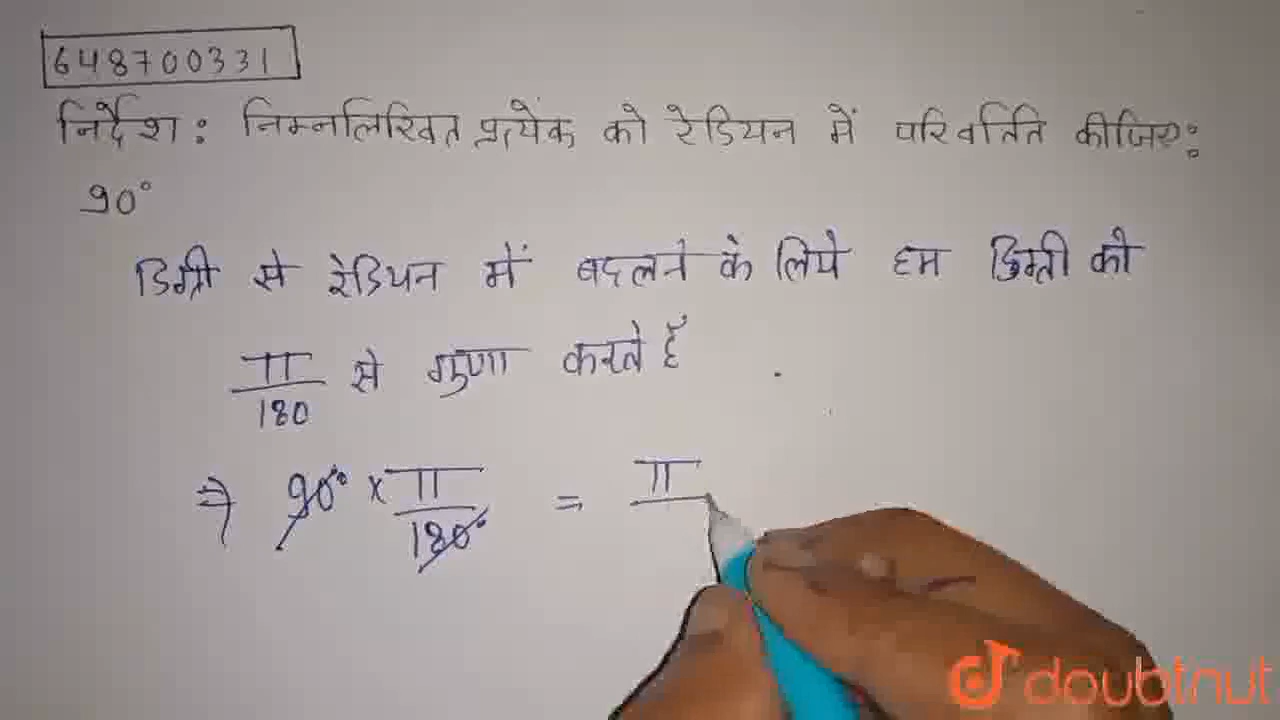 648700331
निर्देश: निम्नलिखित प्रत्येक को रेडियन में परिवर्तित कीजिए:
90°
डिग्री से रेडियन में बदलने के लिये हम डिग्री को
π/180 से गुणा करते हैं
⇒ 90° × π/180° = π
doubtnut